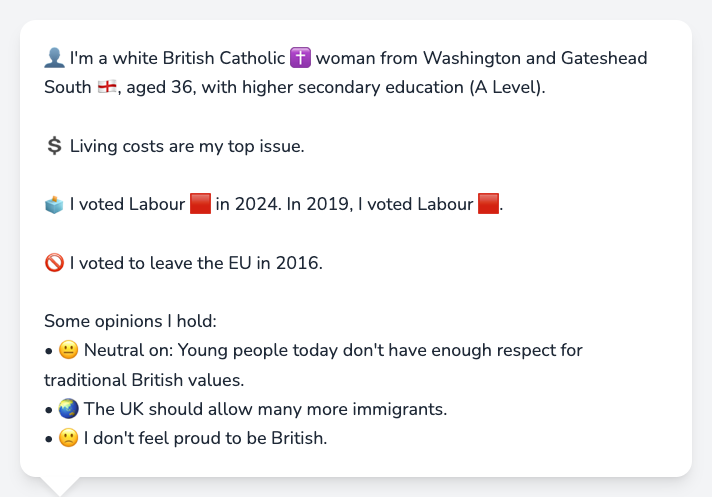 👤 I'm a white British Catholic ✝️ woman from Washington and Gateshead
South 🏴󠁧󠁢󠁥󠁮󠁧󠁿, aged 36, with higher secondary education (A Level).
💲 Living costs are my top issue.
🗳️ I voted Labour 🟥 in 2024. In 2019, I voted Labour 🟥.
🚫 I voted to leave the EU in 2016.
Some opinions I hold:
• 😐 Neutral on: Young people today don't have enough respect for
traditional British values.
• 🌏 The UK should allow many more immigrants.
• 🙁 I don't feel proud to be British.